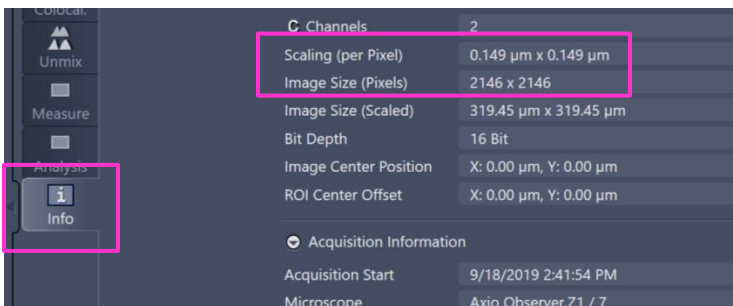 Colocal.
Unmix
Measure
Analysis
i
Info
C Channels 2
Scaling (per Pixel) 0.149 µm x 0.149 µm
Image Size (Pixels) 2146 x 2146
Image Size (Scaled) 319.45 µm x 319.45 µm
Bit Depth 16 Bit
Image Center Position X: 0.00 µm, Y: 0.00 µm
ROI Center Offset X: 0.00 µm, Y: 0.00 µm
Acquisition Information
Acquisition Start 9/18/2019 2:41:54 PM
Microscope Axio Observer.Z1 / 7